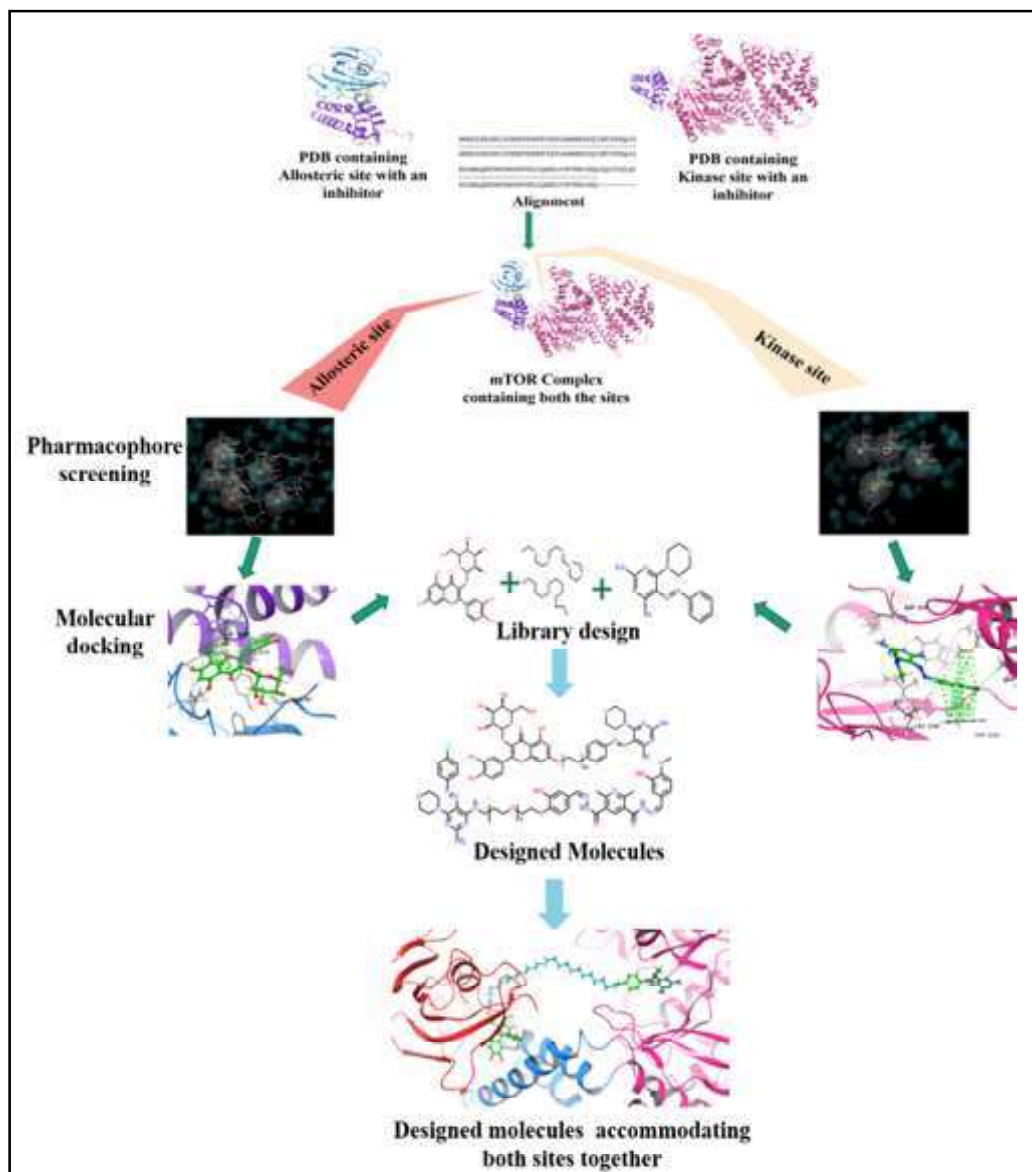 PDB containing
Allosteric site with an
inhibitor
Alignment
PDB containing
Kinase site with an
inhibitor
mTOR Complex
containing both the sites
Allosteric site
Kinase site
Pharmacophore
screening
Molecular
docking
Library design
Designed Molecules
Designed molecules accommodating
both sites together